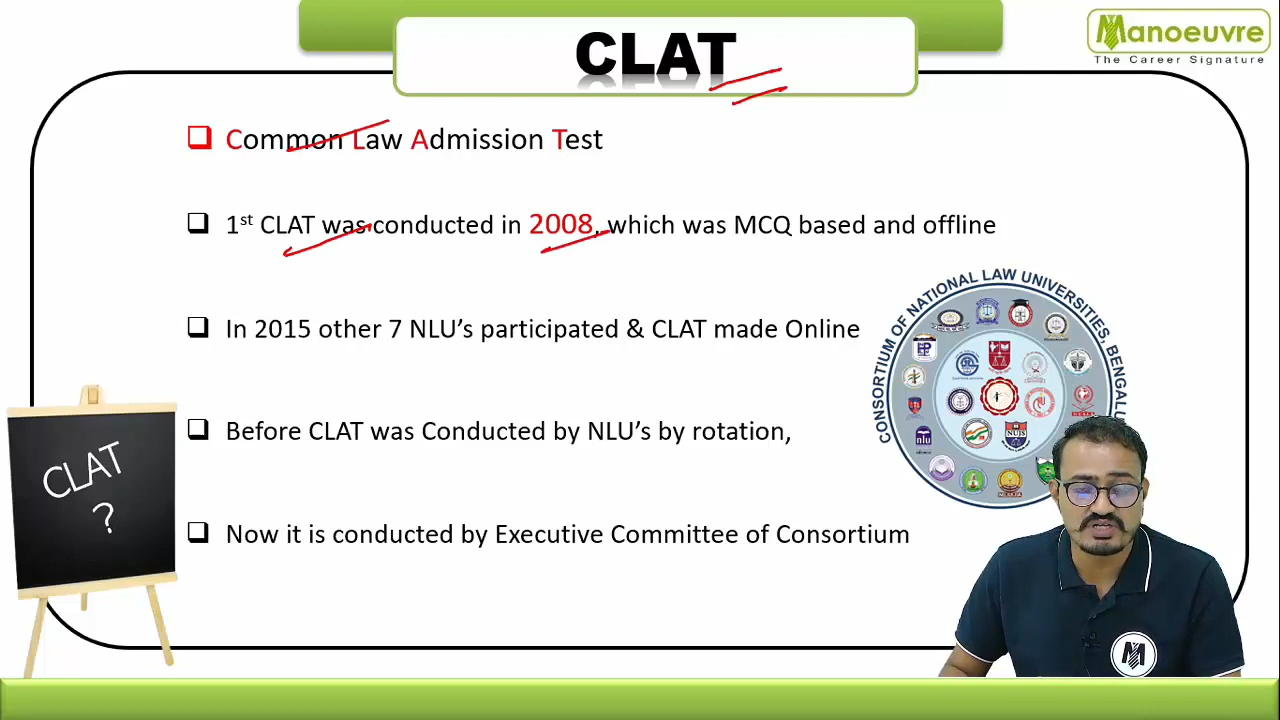 CLAT
Manoeuvre
The Career Signature
Common Law Admission Test
1st CLAT was conducted in 2008, which was MCQ based and offline
In 2015 other 7 NLU's participated & CLAT made Online
Before CLAT was Conducted by NLU's by rotation,
Now it is conducted by Executive Committee of Consortium
CONSORTIUM OF NATIONAL LAW UNIVERSITIES, BENGALU
NUJS
nlu
CLAT
?
M